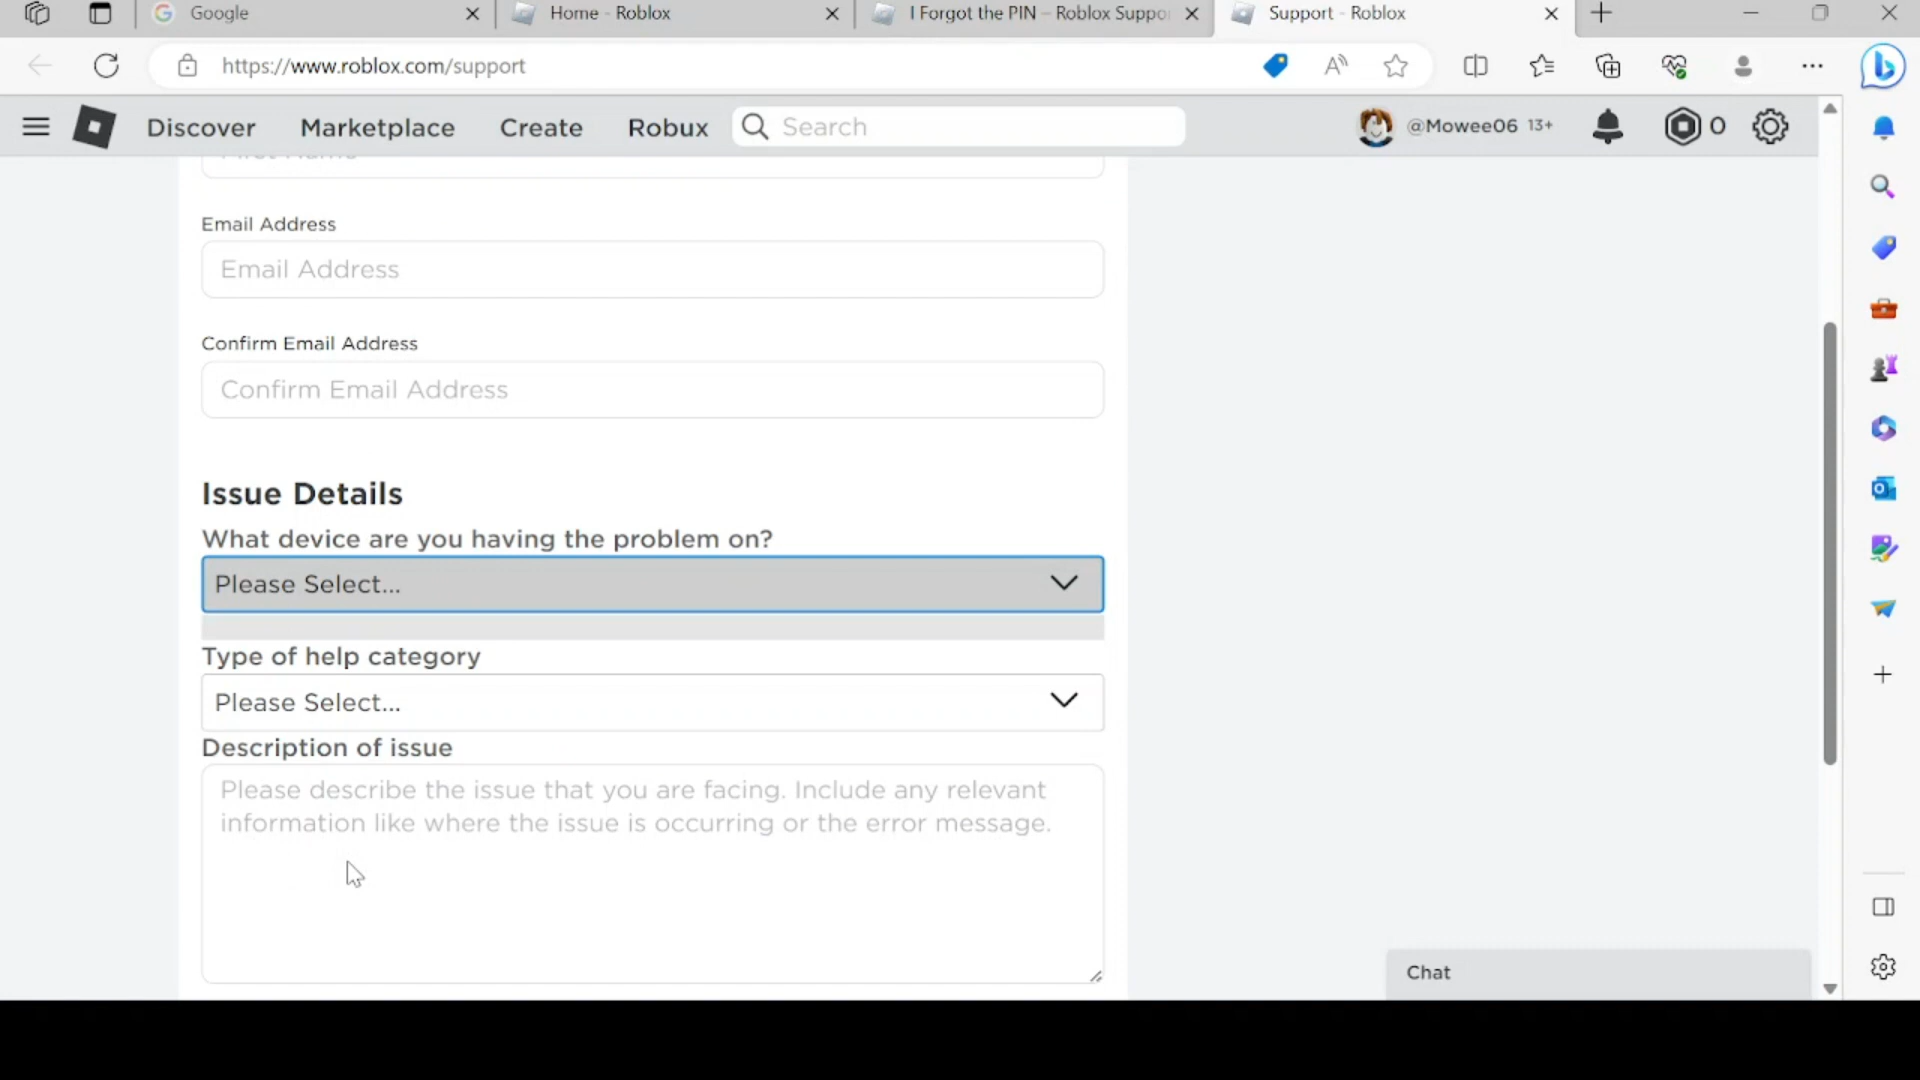 Google
Home - Roblox
I Forgot the PIN – Roblox Suppo
Support - Roblox
https://www.roblox.com/support
Discover
Marketplace
Create
Robux
Search
@Mowee06 13+
0
First Name
Email Address
Email Address
Confirm Email Address
Confirm Email Address
Issue Details
What device are you having the problem on?
Please Select...
Type of help category
Please Select...
Description of issue
Please describe the issue that you are facing. Include any relevant
information like where the issue is occurring or the error message.
Chat